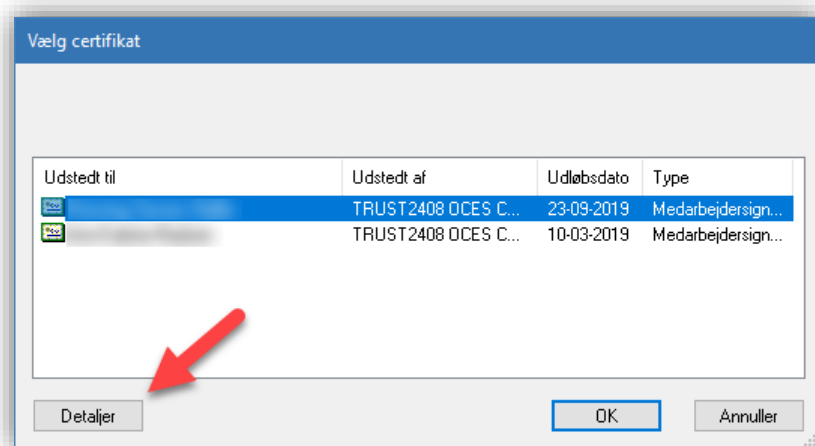 Vælg certifikat
Udstedt til Udstedt af Udløbsdato Type
TRUST2408 OCES C... 23-09-2019 Medarbejdersign...
TRUST2408 OCES C... 10-03-2019 Medarbejdersign...
Detaljer OK Annuller